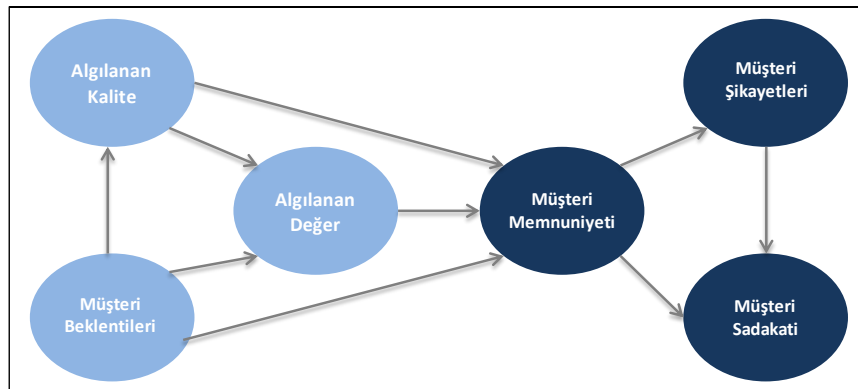 Algılanan
Kalite
Müşteri
Şikayetleri
Algılanan
Değer
Müşteri
Memnuniyeti
Müşteri
Beklentileri
Müşteri
Sadakati